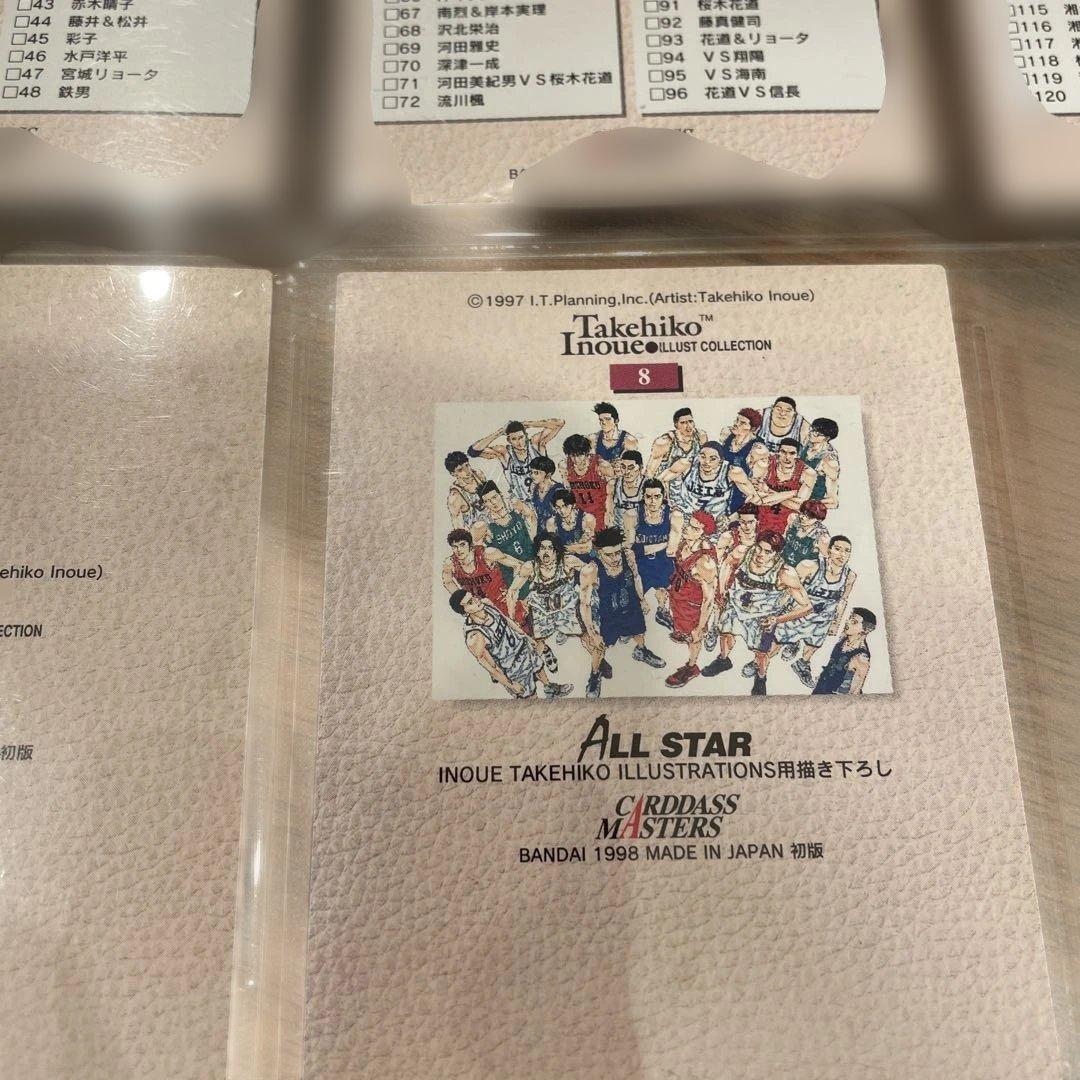 □43 赤木晴子
□44 藤井&松井
□45 彩子
□46 水戸洋平
□47 宮城リョータ
□48 鉄男
□67 南烈&岸本実理
□68 沢北栄治
□69 河田雅史
□70 深津一成
□71 河田美紀男VS桜木花道
□72 流川楓
□91 桜木花道
□92 藤真健司
□93 花道&リョータ
□94 VS翔陽
□95 VS海南
□96 花道VS信長
□115 湘
□116
□117
□118
□119
120
ehiko Inoue)
ECTION
初版
©1997 I.T.Planning,Inc.(Artist:Takehiko Inoue)
Takehiko™
Inoue●ILLUST COLLECTION
8
ALL STAR
INOUE TAKEHIKO ILLUSTRATIONS用描き下ろし
CARDDASS
MASTERS
BANDAI 1998 MADE IN JAPAN 初版